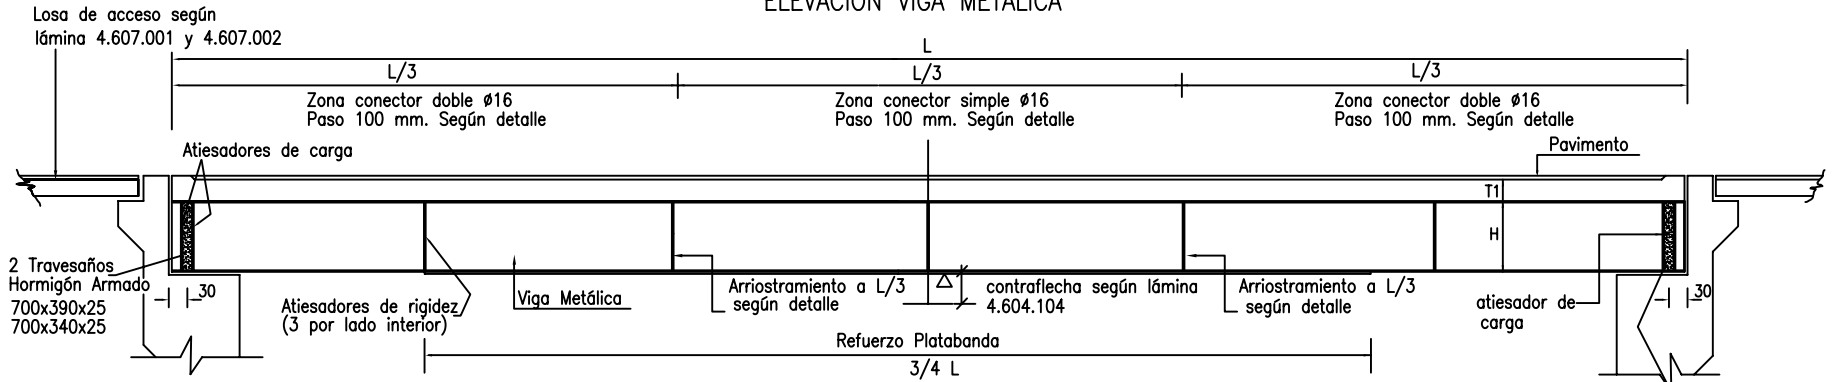 ELEVACION VIGA METALICA
Losa de acceso según
lámina 4.607.001 y 4.607.002
L
L/3
L/3
L/3
Zona conector doble ø16
Paso 100 mm. Según detalle
Zona conector simple ø16
Paso 100 mm. Según detalle
Zona conector doble ø16
Paso 100 mm. Según detalle
Atiesadores de carga
Pavimento
T1
H
2 Travesaños
Hormigón Armado
700x390x25
700x340x25
30
Atiesadores de rigidez
(3 por lado interior)
Viga Metálica
Arriostramiento a L/3
según detalle
contraflecha según lámina
4.604.104
Arriostramiento a L/3
según detalle
atiesador de
carga
30
Refuerzo Platabanda
3/4 L